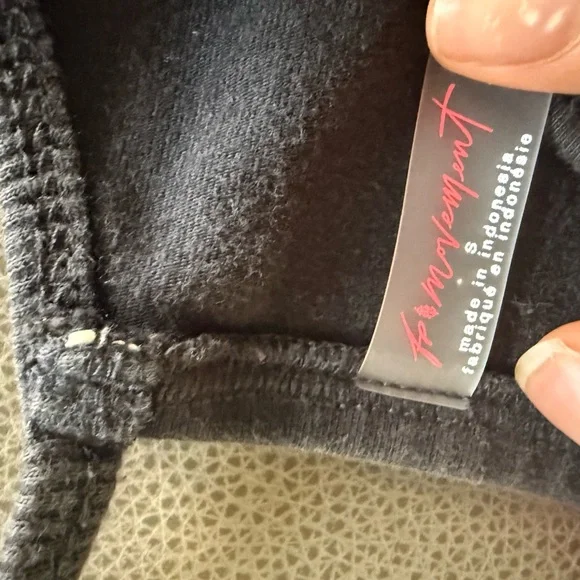 fp movement
S
made in indonesia
fabriqué en indonésie